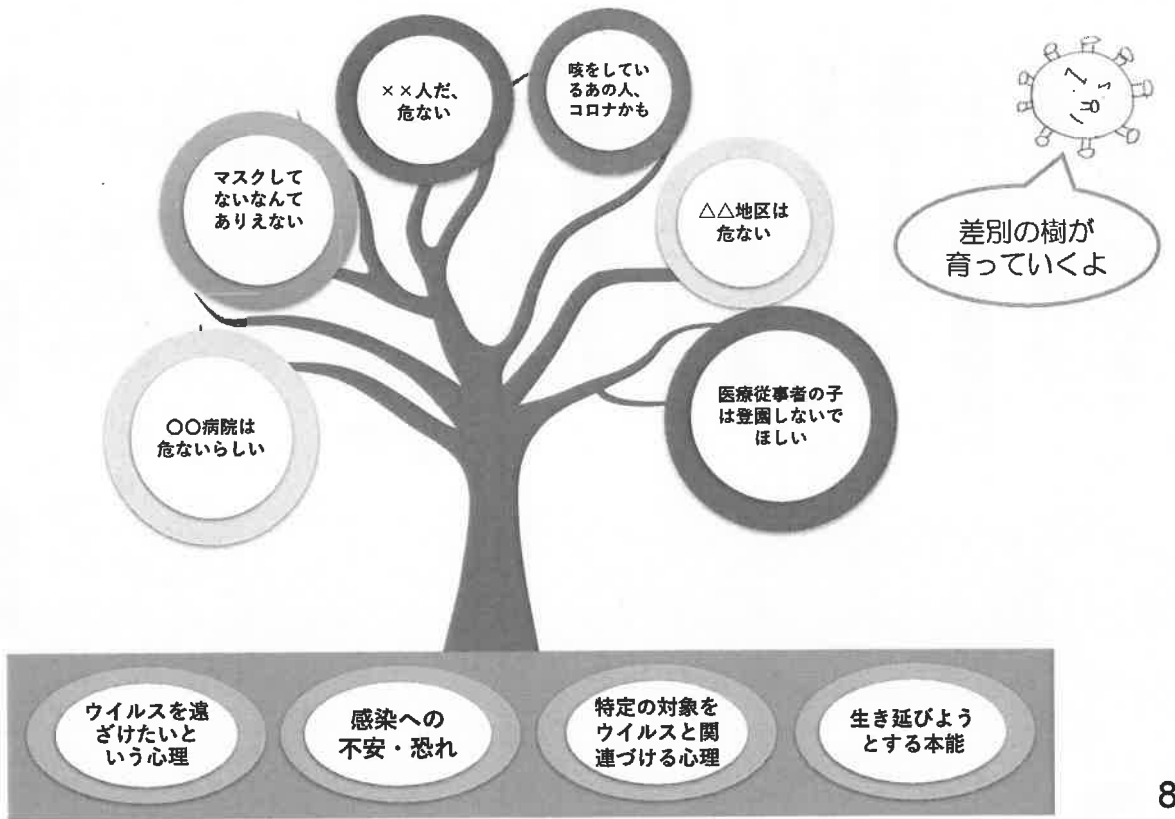 ××人だ、
危ない
咳をしてい
るあの人、
コロナかも
マスクして
ないなんて
ありえない
△△地区は
危ない
差別の樹が
育っていくよ
〇〇病院は
危ないらしい
医療従事者の子
は登園しないで
ほしい
ウイルスを遠
ざけたいと
いう心理
感染への
不安・恐れ
特定の対象を
ウイルスと関
連づける心理
生き延びよう
とする本能
8